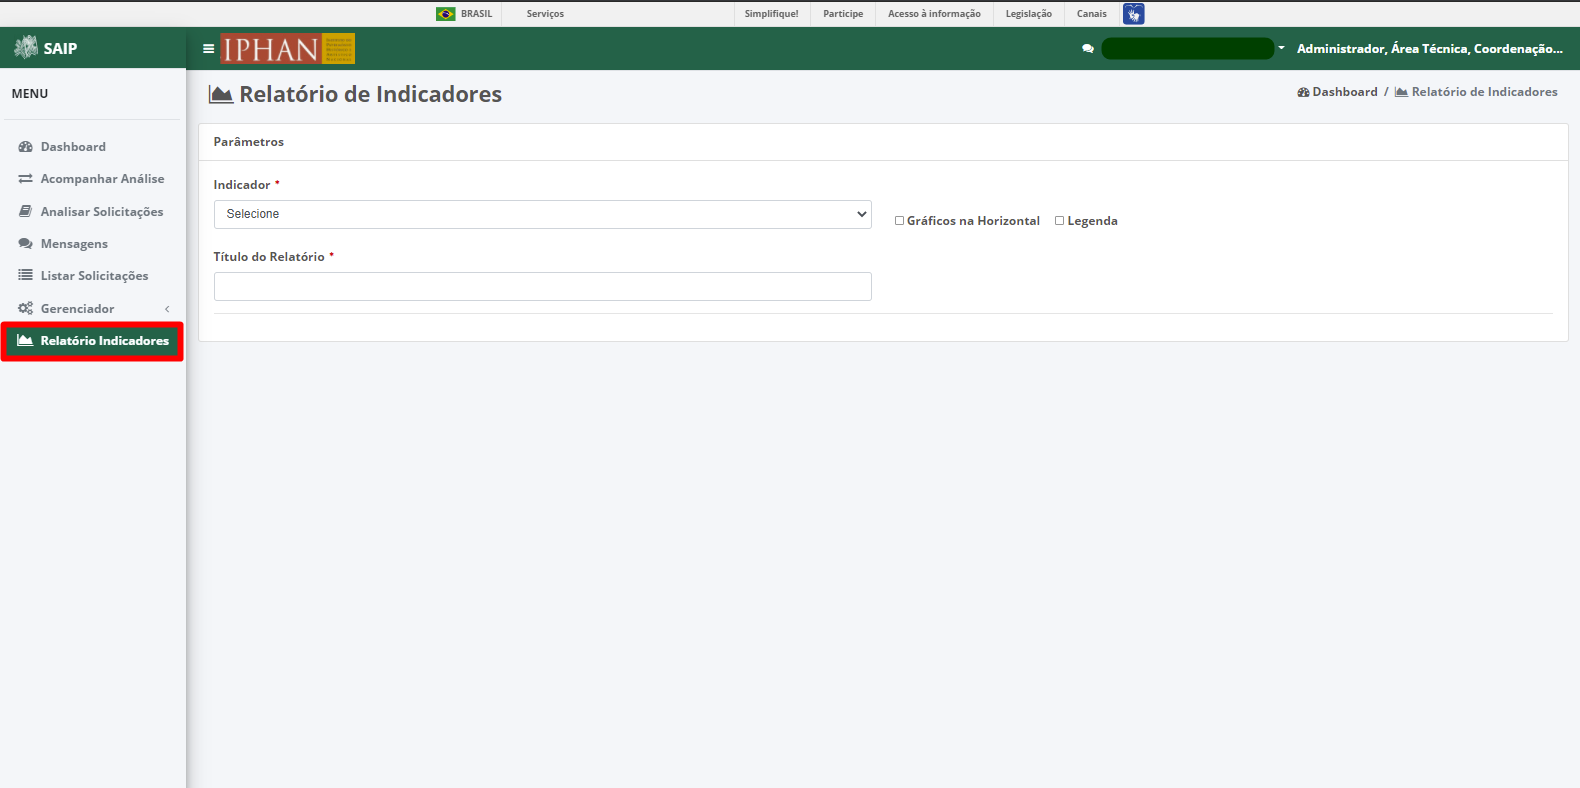 BRASIL Serviços Simplifique! Participe Acesso à informação Legislação Canais
SAIP
IPHAN
Administrador, Área Técnica, Coordenação...
MENU
Dashboard
Acompanhar Análise
Analisar Solicitações
Mensagens
Listar Solicitações
Gerenciador
Relatório Indicadores
Relatório de Indicadores
Dashboard / Relatório de Indicadores
Parâmetros
Indicador *
Selecione
Gráficos na Horizontal Legenda
Título do Relatório *